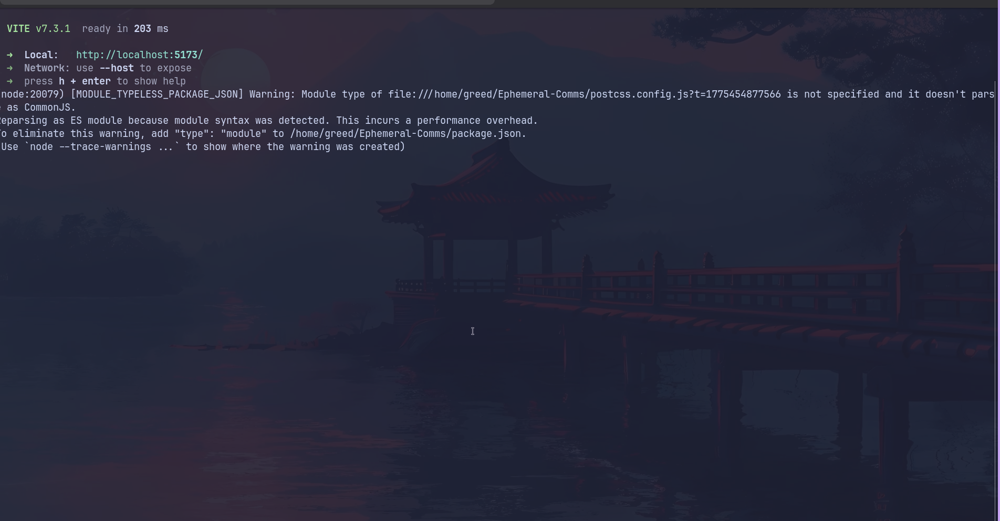 VITE v7.3.1  ready in 203 ms
➜  Local:   http://localhost:5173/
➜  Network: use --host to expose
➜  press h + enter to show help
node:20079) [MODULE_TYPELESS_PACKAGE_JSON] Warning: Module type of file:///home/greed/Ephemeral-Comms/postcss.config.js?t=1775454877566 is not specified and it doesn't pars
e as CommonJS.
Reparsing as ES module because module syntax was detected. This incurs a performance overhead.
To eliminate this warning, add "type": "module" to /home/greed/Ephemeral-Comms/package.json.
Use `node --trace-warnings ...` to show where the warning was created)